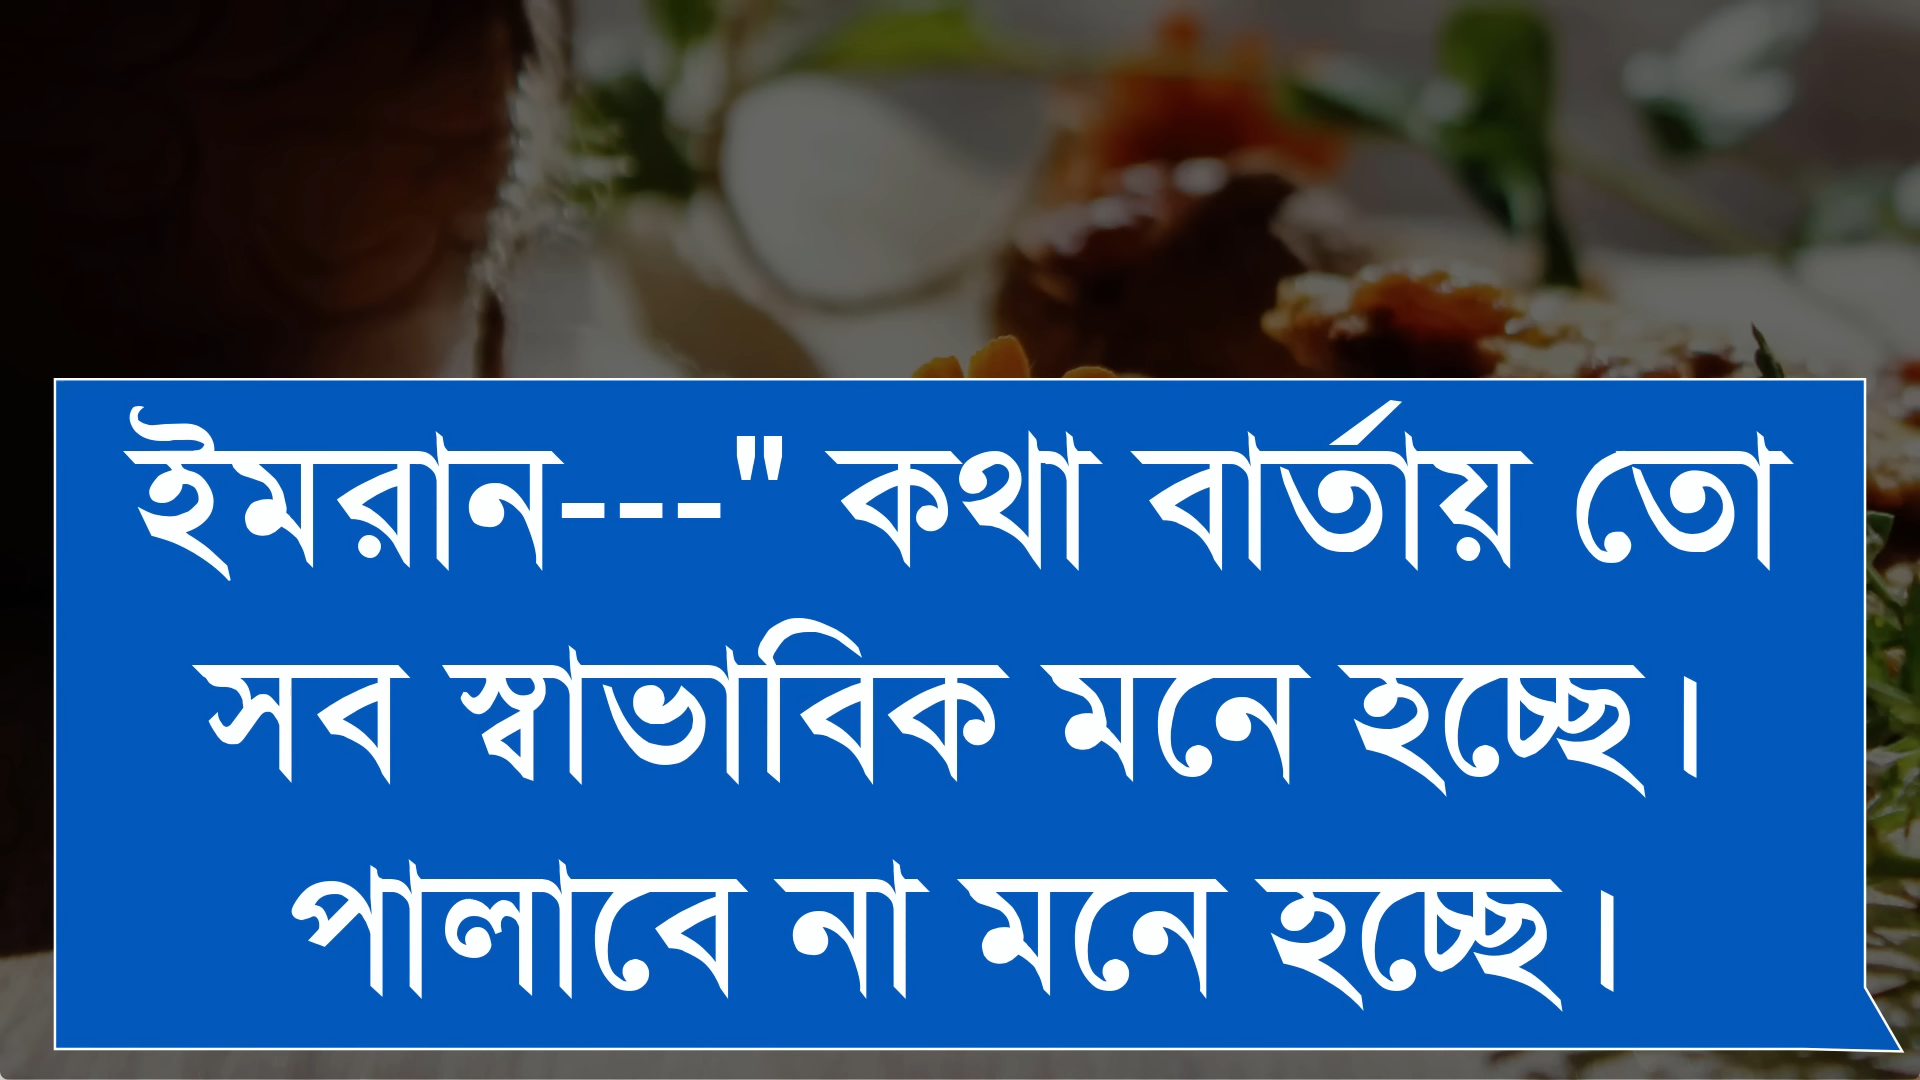 ইমরান---" কথা বার্তায় তো
সব স্বাভাবিক মনে হচ্ছে।
পালাবে না মনে হচ্ছে।